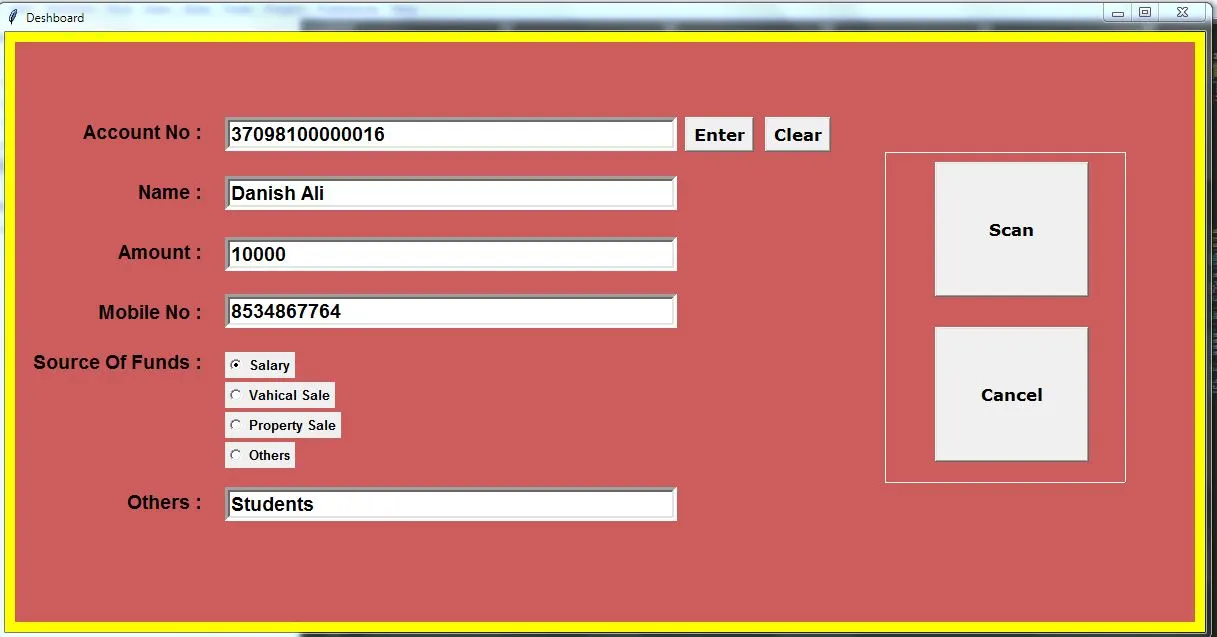 Deshboard
Account No : 37098100000016 Enter Clear
Name : Danish Ali
Scan
Amount : 10000
Mobile No : 8534867764
Source Of Funds : Salary
Vahical Sale
Cancel
Property Sale
Others
Others : Students